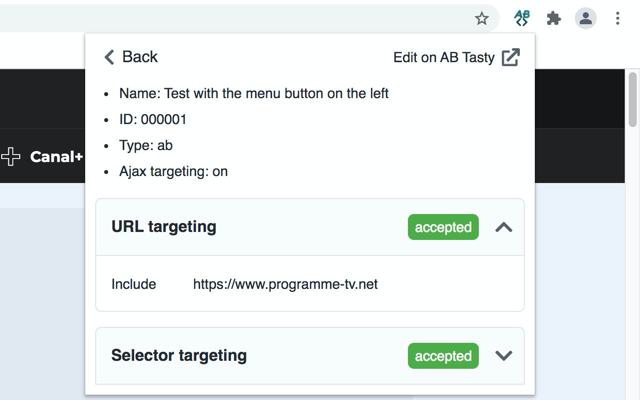 AB
Back
Edit on AB Tasty
Name: Test with the menu button on the left
ID: 000001
Type: ab
Ajax targeting: on
Canal+
URL targeting
accepted
Include
https://www.programme-tv.net
Selector targeting
accepted